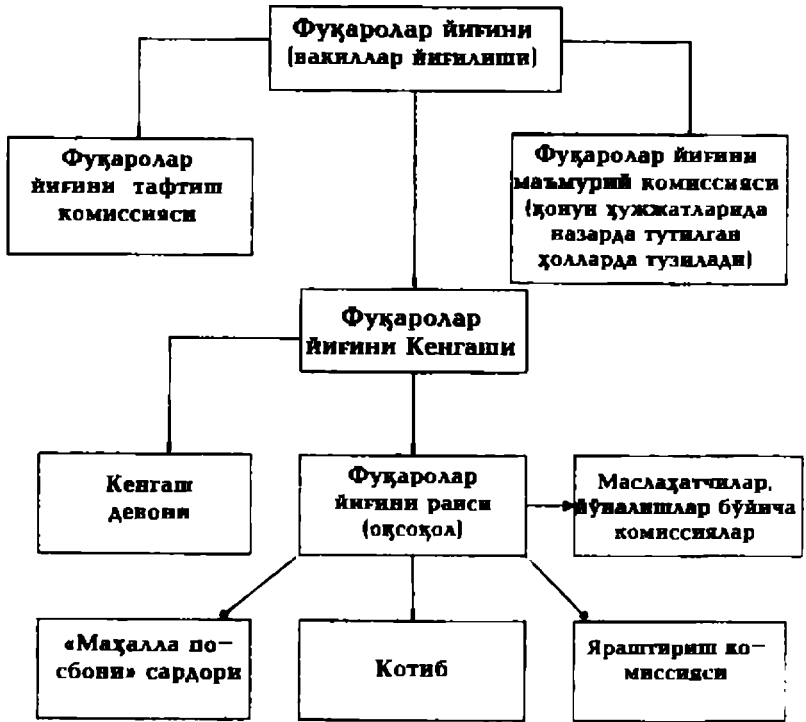 Фуқаролар йиғини
(вакиллар йиғилиши)
Фуқаролар
йиғини тафтиш
комиссияси
Фуқаролар йиғини
маъмурий комиссияси
(қонун ҳужжатларида
назарда тутилган
ҳолларда тузилади)
Фуқаролар
йиғини Кенгаши
Кенгаш
девони
Фуқаролар
йиғини раиси
(оқсоқол)
Маслаҳатчилар,
йўналишлар бўйича
комиссиялар
«Маҳалла по-
сбони» сардори
Котиб
Яраштириш ко-
миссияси